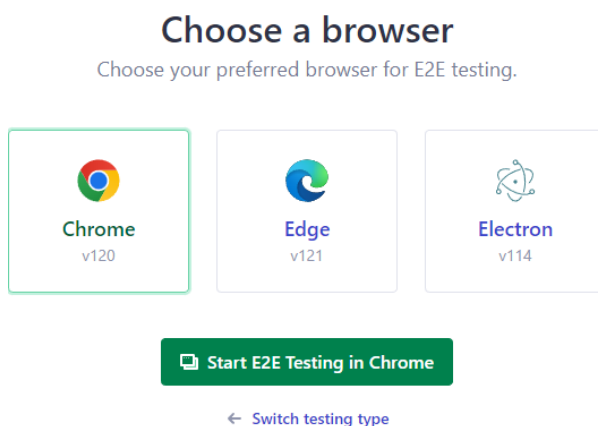 Choose a browser
Choose your preferred browser for E2E testing.
Chrome
v120
Edge
v121
Electron
v114
Start E2E Testing in Chrome
← Switch testing type